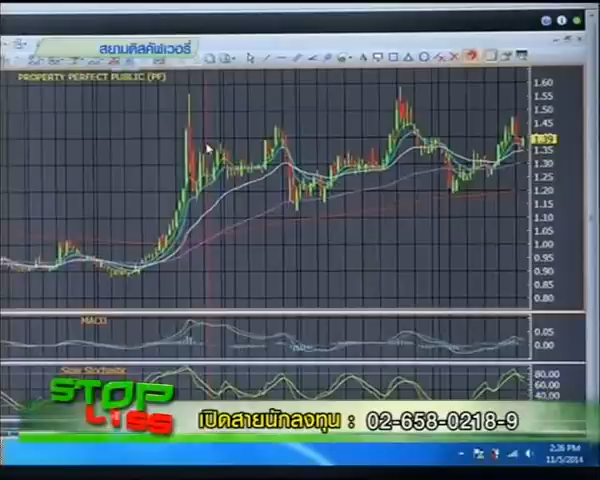 สยามดิสคัฟเวอรี่
PROPERTY PERFECT PUBLIC (PF)
1.60
1.55
1.50
1.45
1.39
1.35
1.30
1.25
1.20
1.15
1.10
1.05
1.00
0.95
0.90
0.85
0.80
MACD
0.05
0.00
Slow Stochastic
80.00
60.00
40.00
STOP
LOSS
เปิดสายนักลงทุน : 02-658-0218-9
2:26 PM
11/5/2014